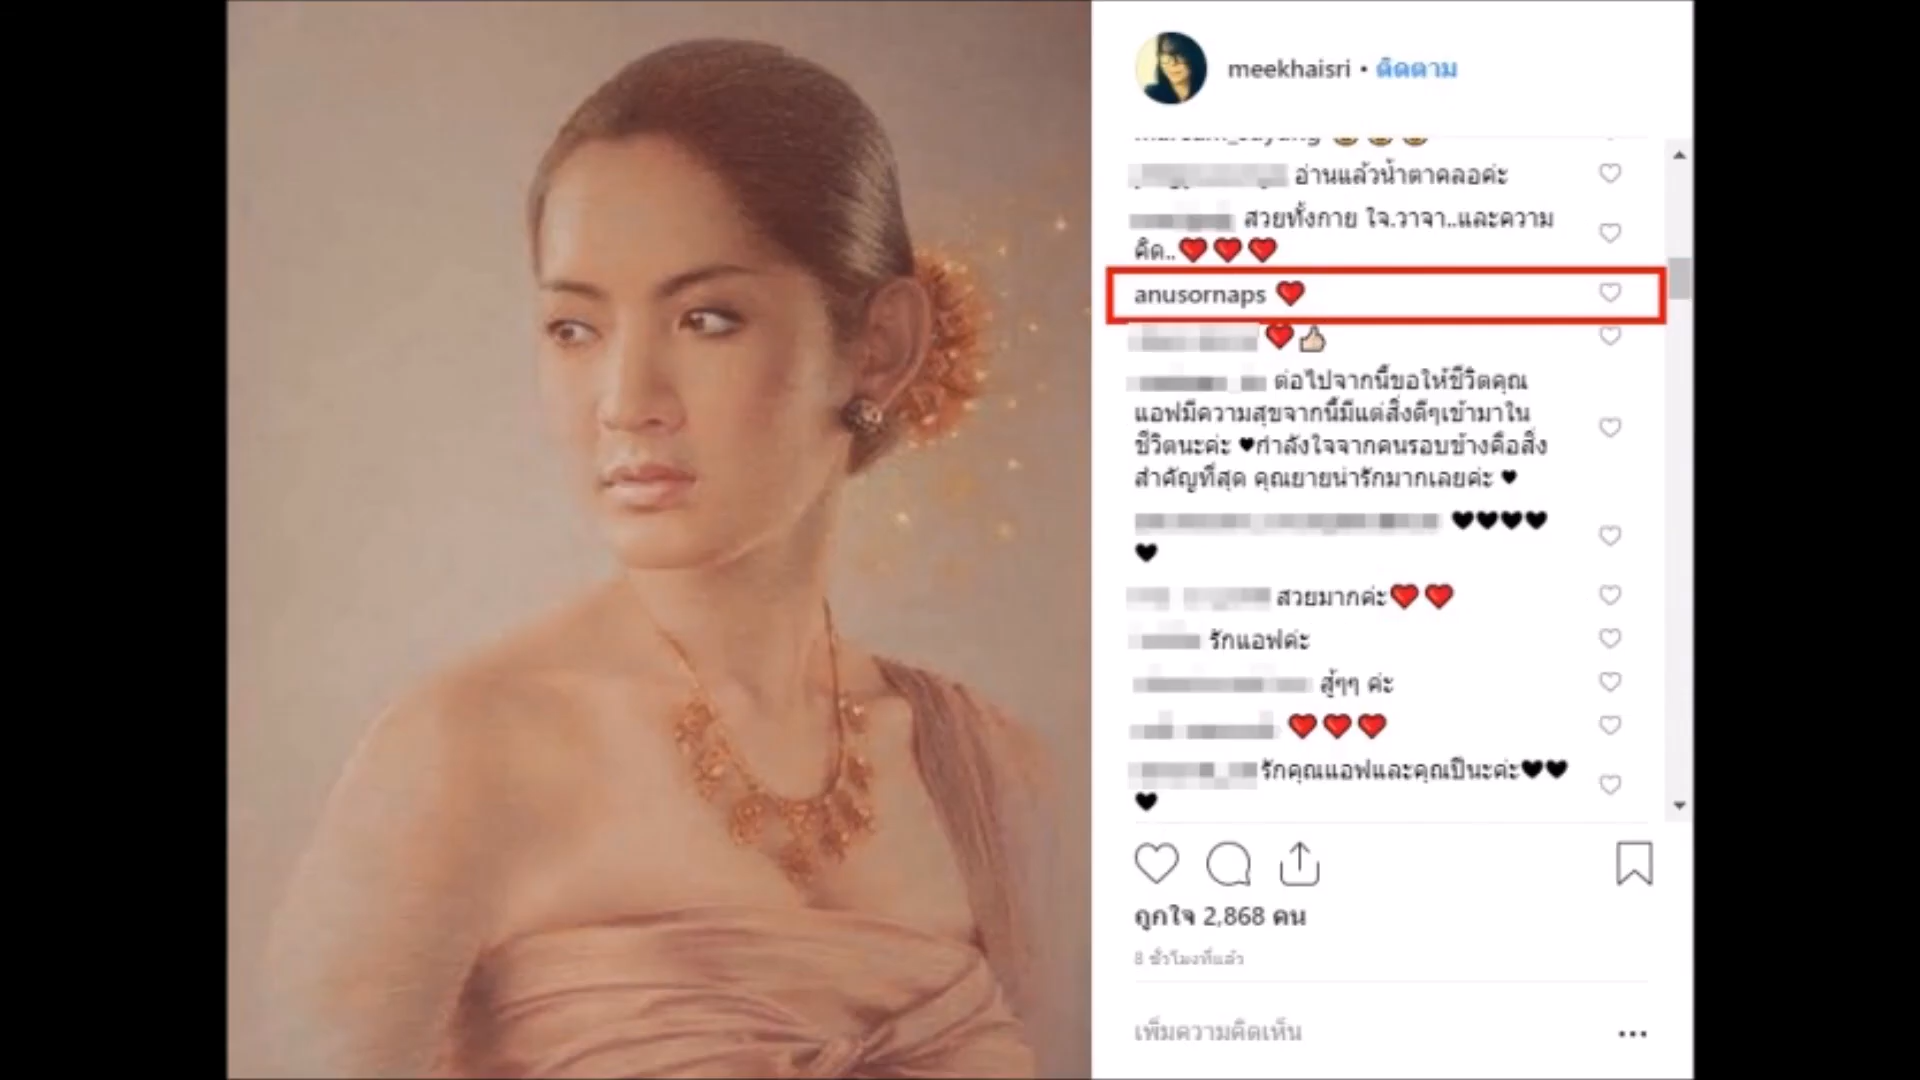 meekhaisri • ติดตาม
อ่านแล้วน้ำตาคลอค่ะ
สวยทั้งกาย ใจ.วาจา..และความ
คิด..❤❤❤
anusornaps ❤
❤👍🏻
ต่อไปจากนี้ขอให้ชีวิตคุณ
แอฟมีความสุขจากนี้มีแต่สิ่งดีๆเข้ามาใน
ชีวิตนะค่ะ ♥กำลังใจจากคนรอบข้างคือสิ่ง
สำคัญที่สุด คุณยายน่ารักมากเลยค่ะ ♥
♥♥♥♥
♥
สวยมากค่ะ❤❤
รักแอฟค่ะ
สู้ๆๆ ค่ะ
❤❤❤
รักคุณแอฟและคุณปีนะค่ะ♥♥
♥
ถูกใจ 2,868 คน
8 ชั่วโมงที่แล้ว
เพิ่มความคิดเห็น